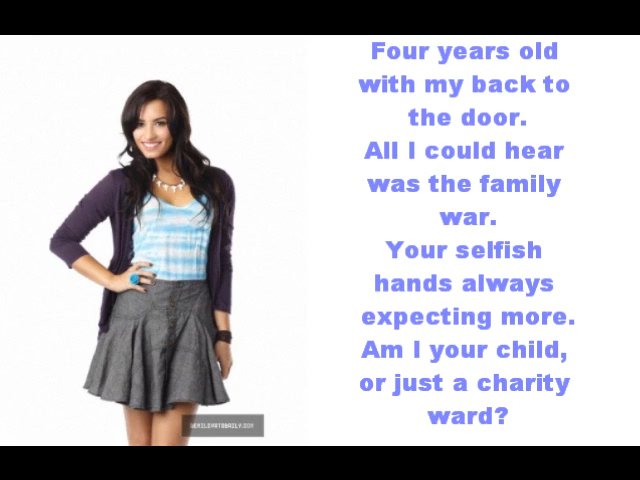 Four years old
with my back to
the door.
All I could hear
was the family
war.
Your selfish
hands always
expecting more.
Am I your child,
or just a charity
ward?